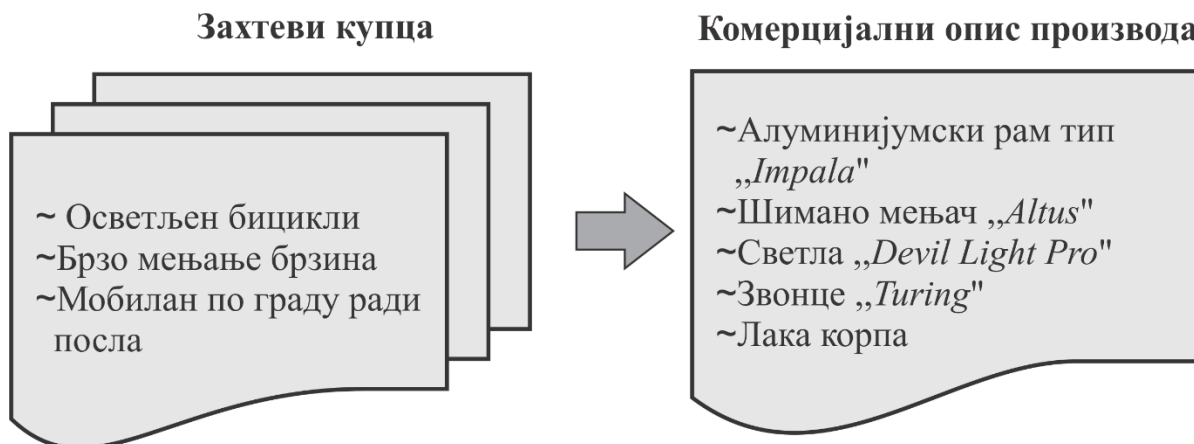 Захтеви купца
~ Осветљен бицикли
~Брзо мењање брзина
~Мобилан по граду ради
посла
Комерцијални опис производа
~Алуминијумски рам тип
„Impala"
~Шимано мењач „Altus"
~Светла „Devil Light Pro"
~Звонце „Turing"
~Лака корпа